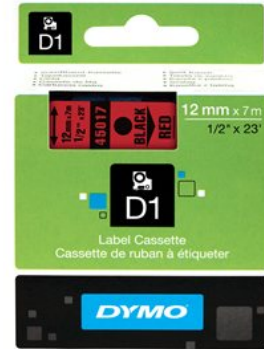 D1
12mm x 7m
1/2" x 23'
45017
BLACK
RED
12 mm x 7m
1/2" x 23'
D1
Label Cassette
Cassette de ruban à étiqueter
DYMO